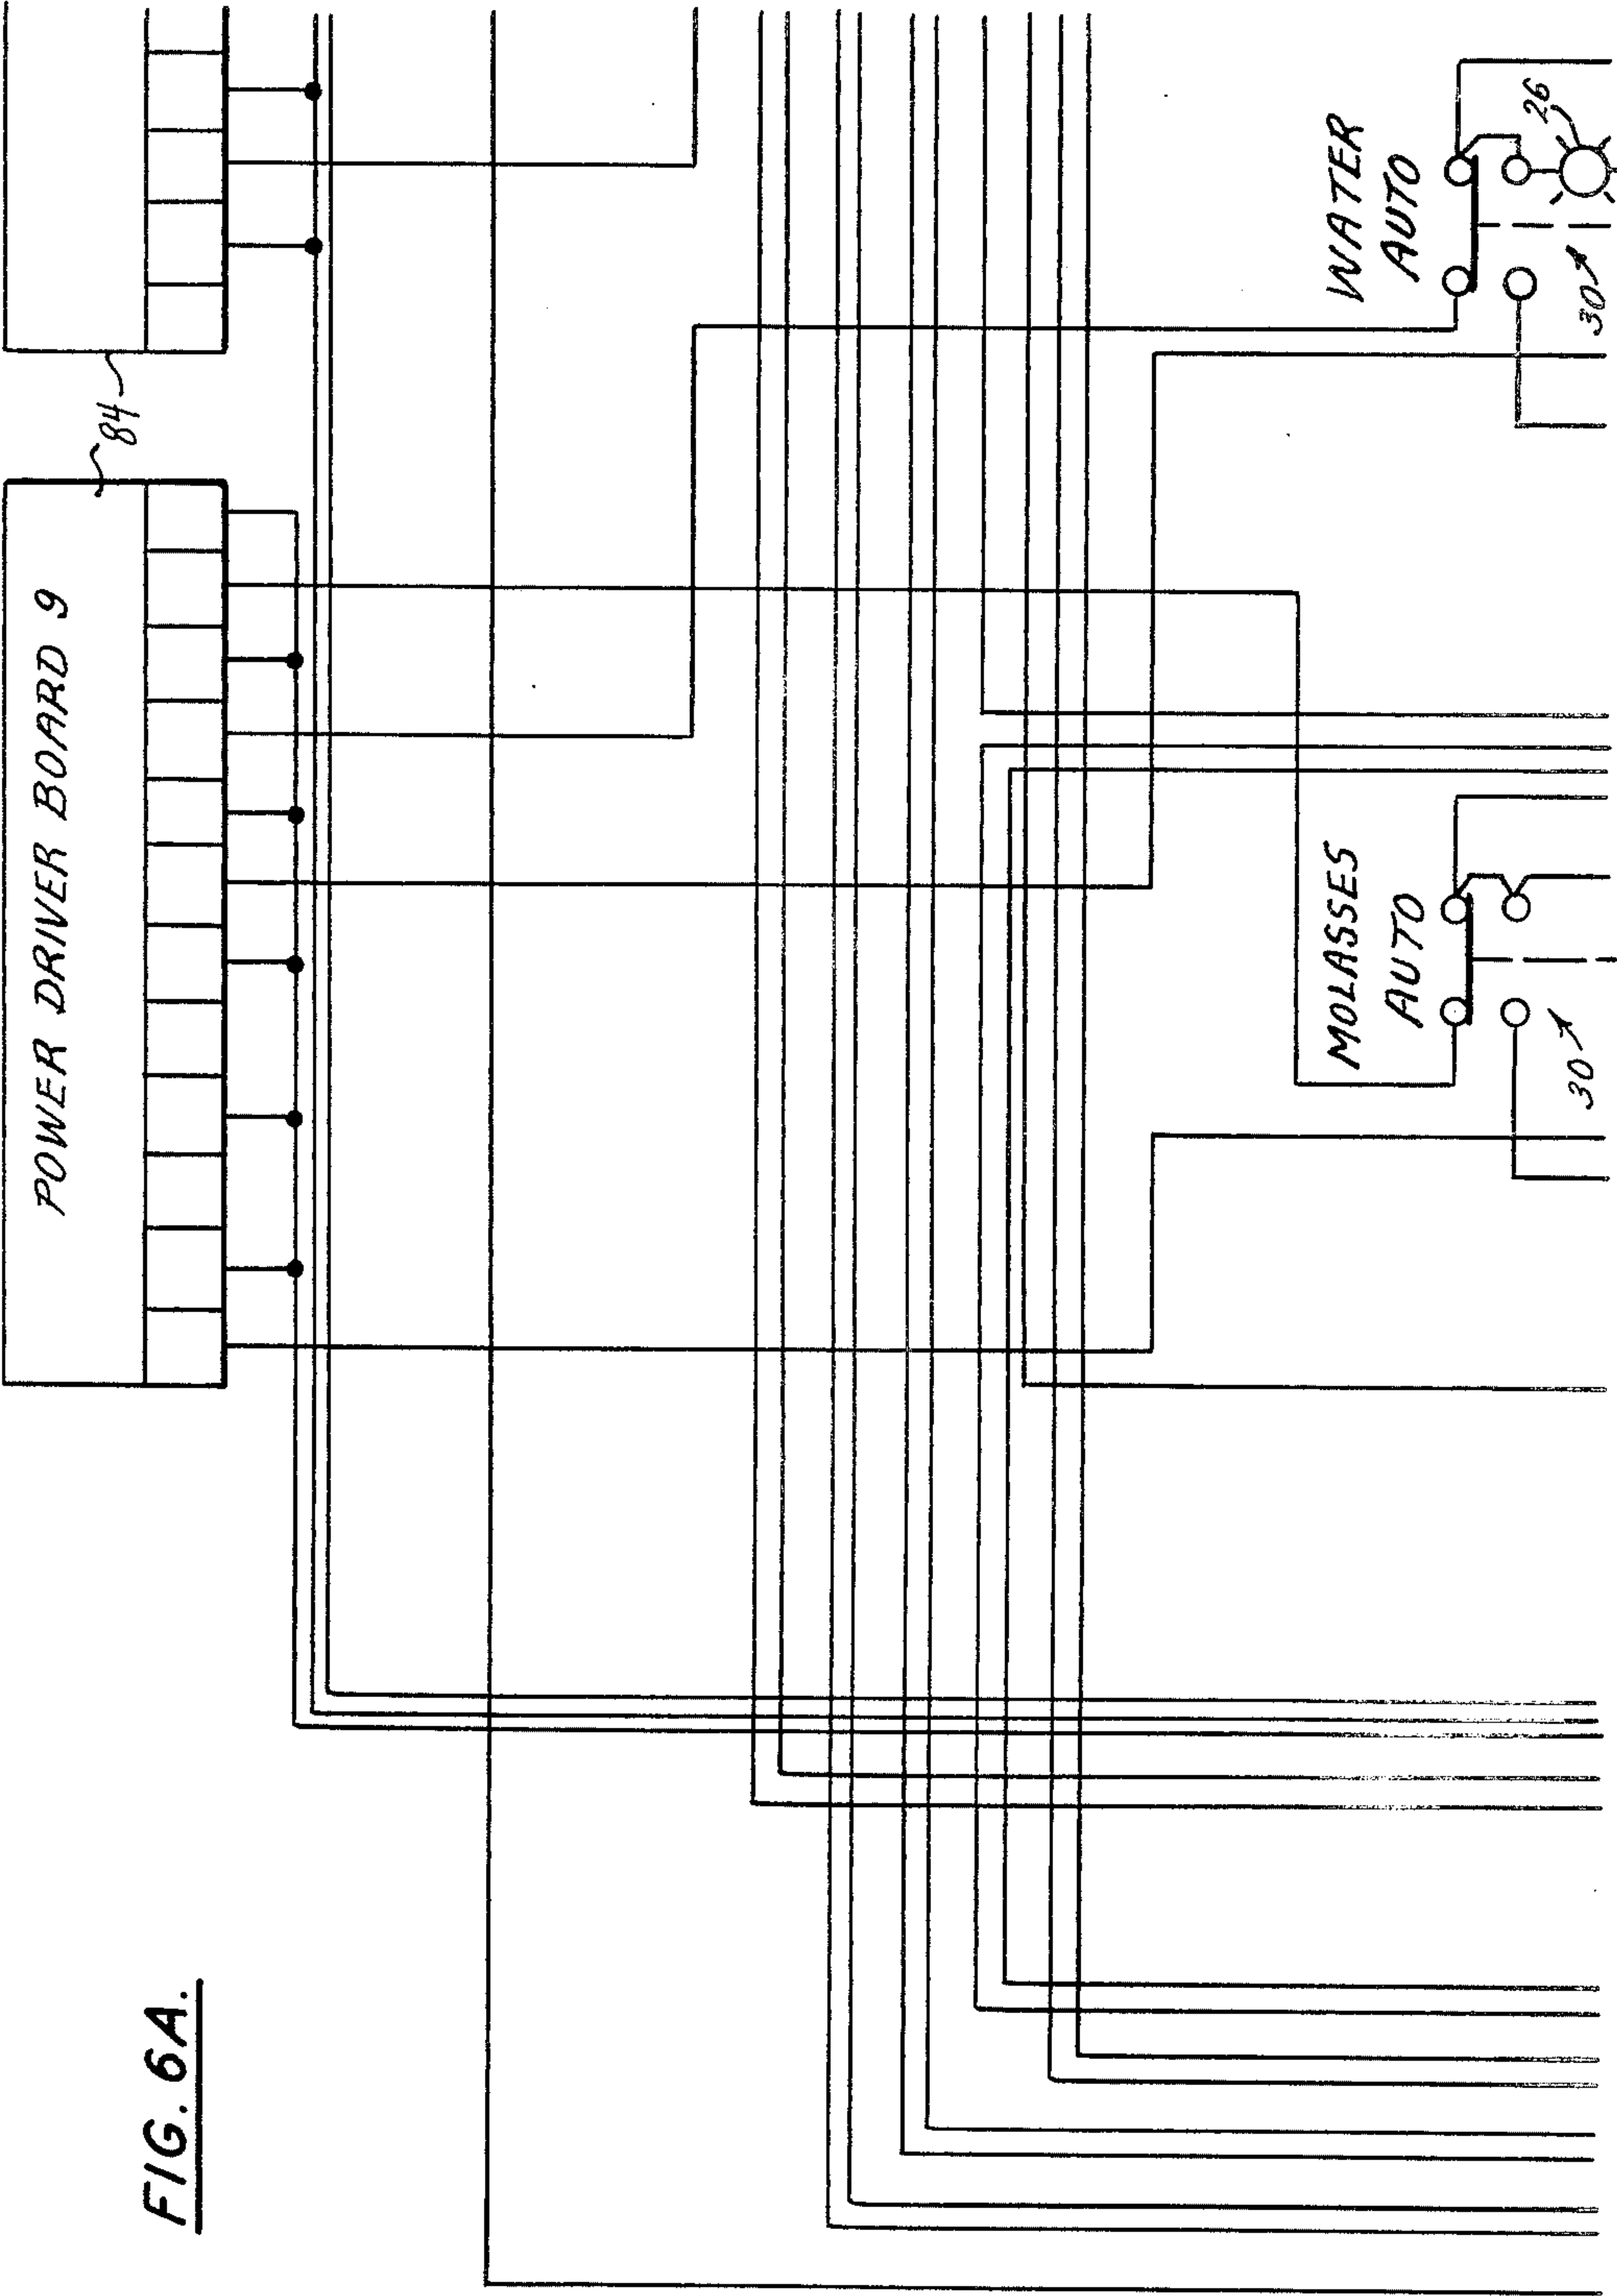 FIG. 6A.
POWER DRIVER BOARD 9
84
MOLASSES
AUTO
30
WATER
AUTO
30
26